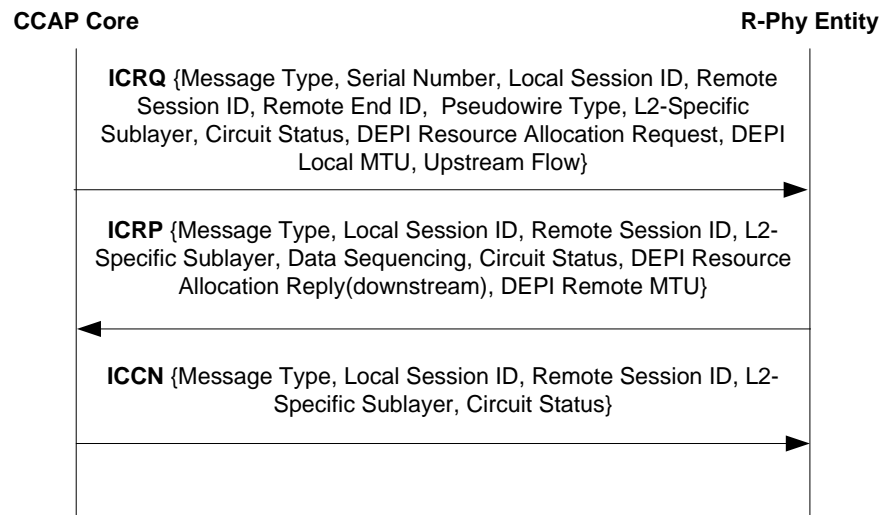 CCAP Core
R-Phy Entity
ICRQ {Message Type, Serial Number, Local Session ID, Remote
Session ID, Remote End ID, Pseudowire Type, L2-Specific
Sublayer, Circuit Status, DEPI Resource Allocation Request, DEPI
Local MTU, Upstream Flow}
ICRP {Message Type, Local Session ID, Remote Session ID, L2-
Specific Sublayer, Data Sequencing, Circuit Status, DEPI Resource
Allocation Reply(downstream), DEPI Remote MTU}
ICCN {Message Type, Local Session ID, Remote Session ID, L2-
Specific Sublayer, Circuit Status}